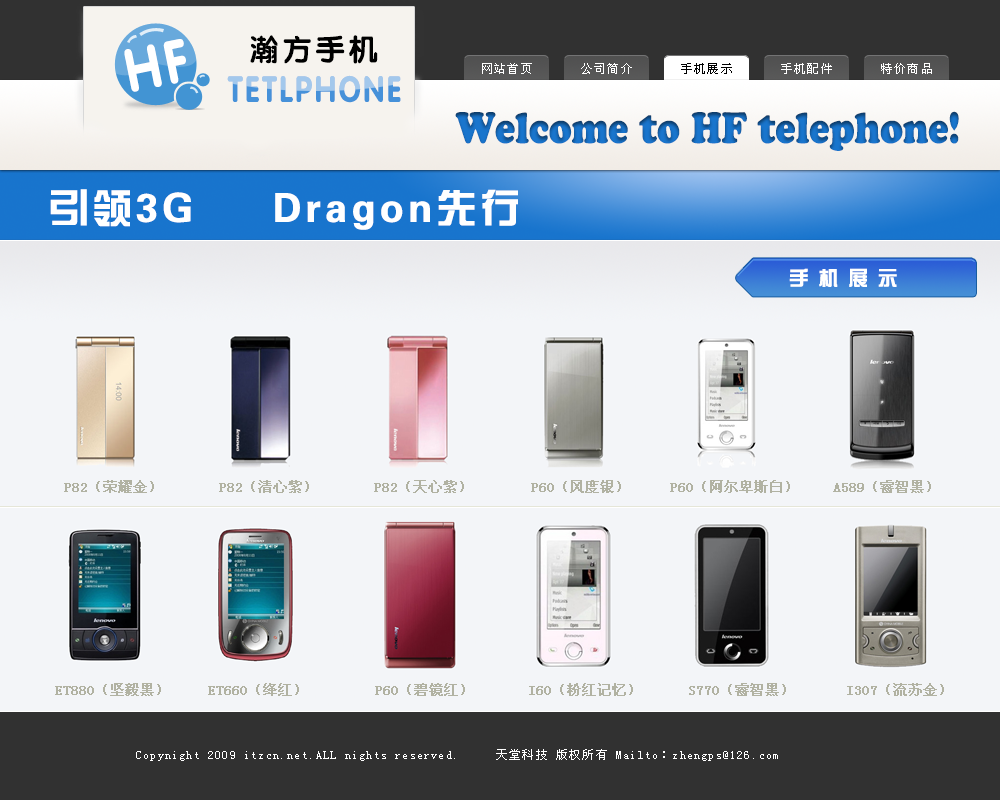 HF
瀚方手机
TETLPHONE
网站首页
公司简介
手机展示
手机配件
特价商品
Welcome to HF telephone!
引领3G Dragon先行
手机展示
lenovo
P82（荣耀金）
P82（清心紫）
P82（天心紫）
P60（风度银）
P60（阿尔卑斯白）
A589（睿智黑）
lenovo
lenovo
ET880（坚毅黑）
ET660（绛红）
P60（碧镜红）
I60（粉红记忆）
S770（睿智黑）
I307（流苏金）
Copyright 2009 itzcn.net.ALL nights reserved. 天堂科技 版权所有 Mailto：zhengps@126.com